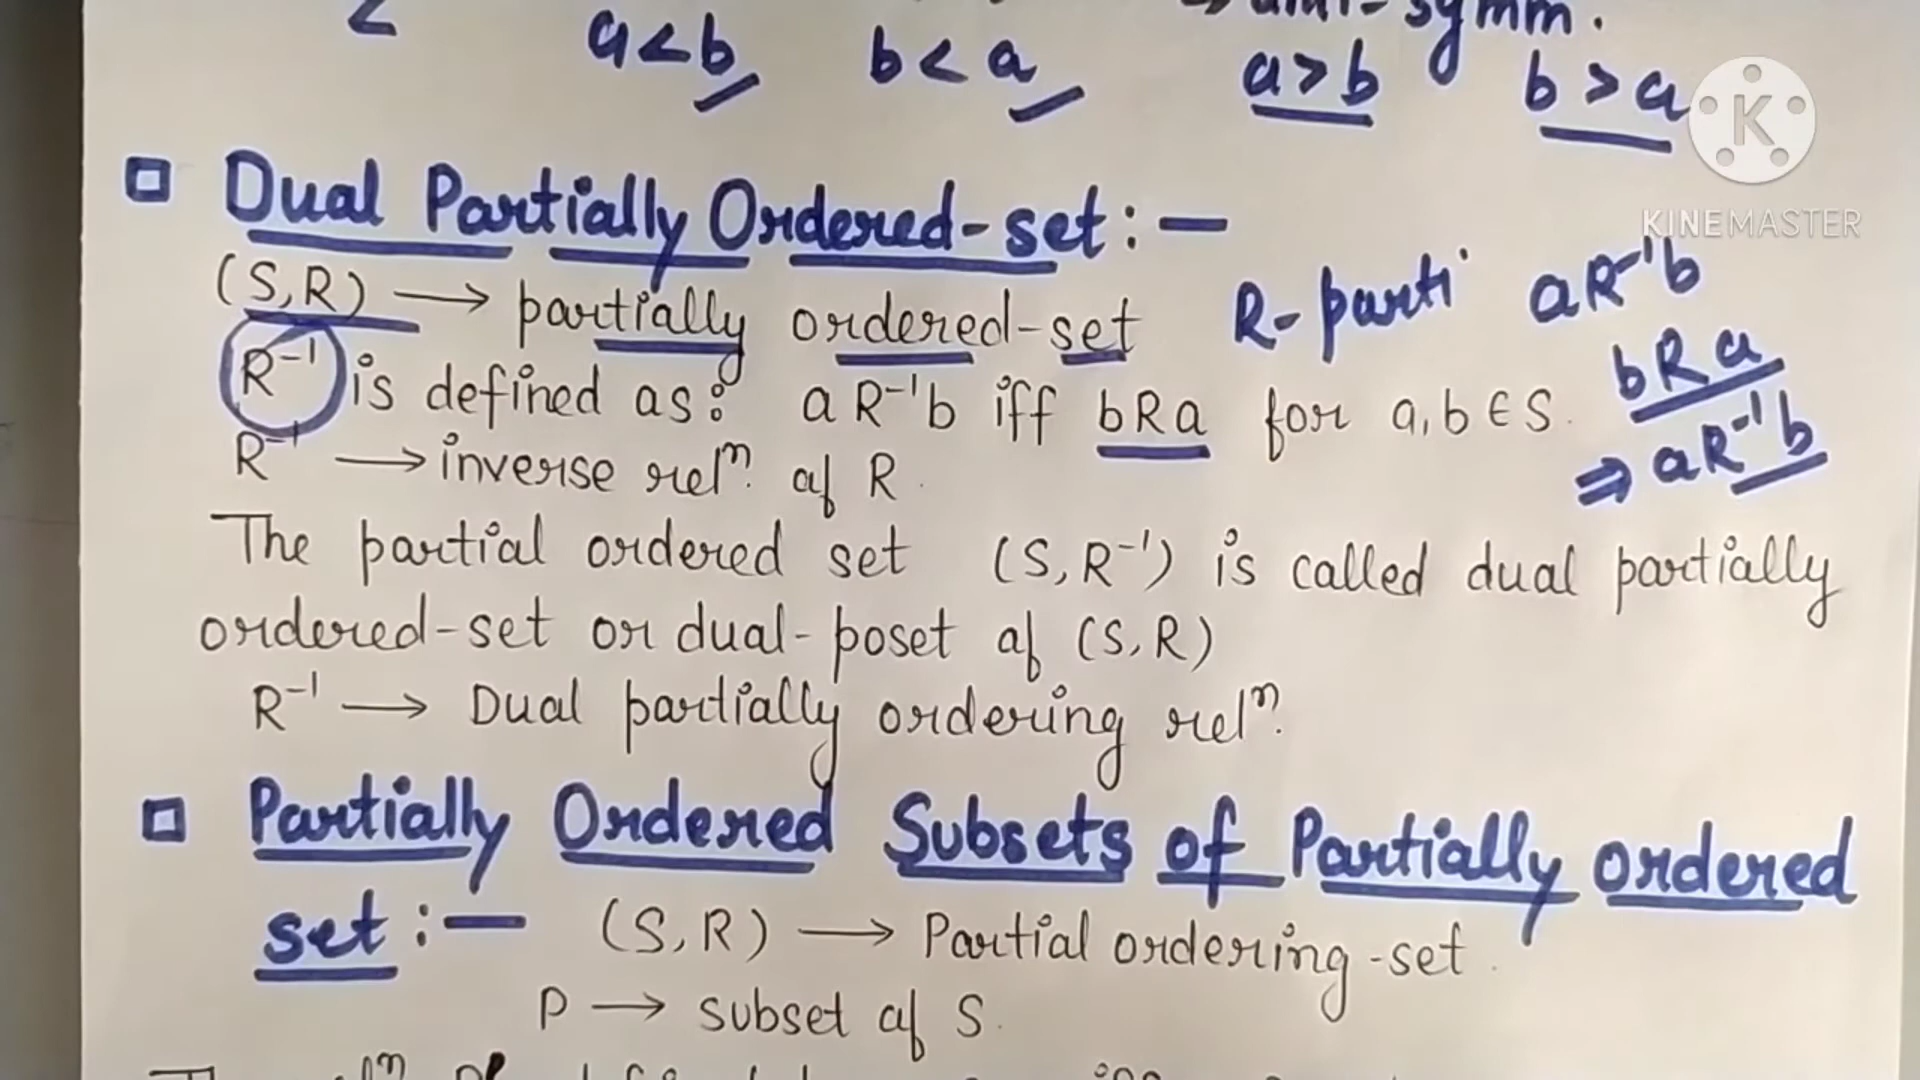 <
anti-symm.
a<b b<a a>b b>a
K
KINEMASTER
Dual Partially Ordered-set:—
(S,R) → partially ordered-set R-parti aR⁻¹b
bRa
R⁻¹ is defined as: aR⁻¹b iff bRa for a,b∈S.
⇒ aR⁻¹b
R⁻¹ → inverse relⁿ. of R.
The partial ordered set (S,R⁻¹) is called dual partially
ordered-set or dual-poset of (S,R)
R⁻¹ → Dual partially ordering relⁿ.
Partially Ordered Subsets of Partially ordered
set:— (S,R) → Partial ordering-set.
P → subset of S.